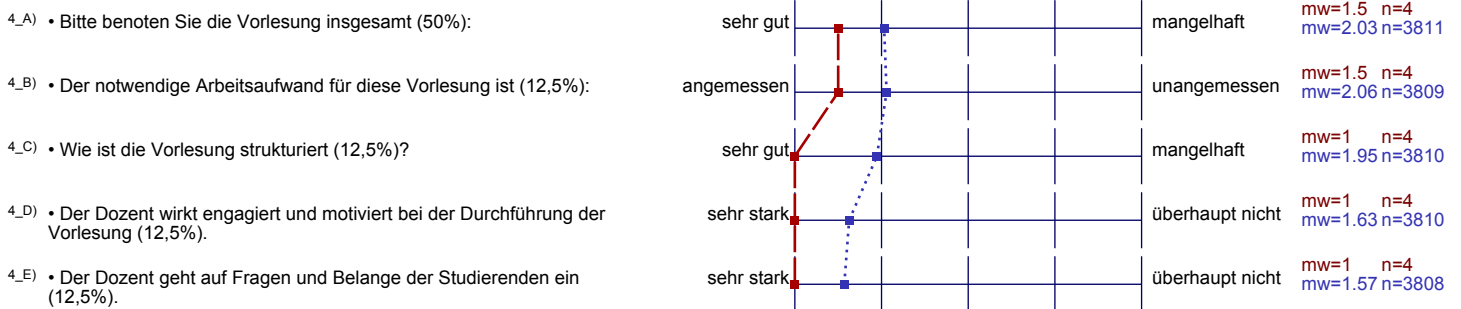 4_A) • Bitte benoten Sie die Vorlesung insgesamt (50%): sehr gut mangelhaft mw=1.5 n=4
mw=2.03 n=3811
4_B) • Der notwendige Arbeitsaufwand für diese Vorlesung ist (12,5%): angemessen unangemessen mw=1.5 n=4
mw=2.06 n=3809
4_C) • Wie ist die Vorlesung strukturiert (12,5%)? sehr gut mangelhaft mw=1 n=4
mw=1.95 n=3810
4_D) • Der Dozent wirkt engagiert und motiviert bei der Durchführung der
Vorlesung (12,5%). sehr stark überhaupt nicht mw=1 n=4
mw=1.63 n=3810
4_E) • Der Dozent geht auf Fragen und Belange der Studierenden ein
(12,5%). sehr stark überhaupt nicht mw=1 n=4
mw=1.57 n=3808